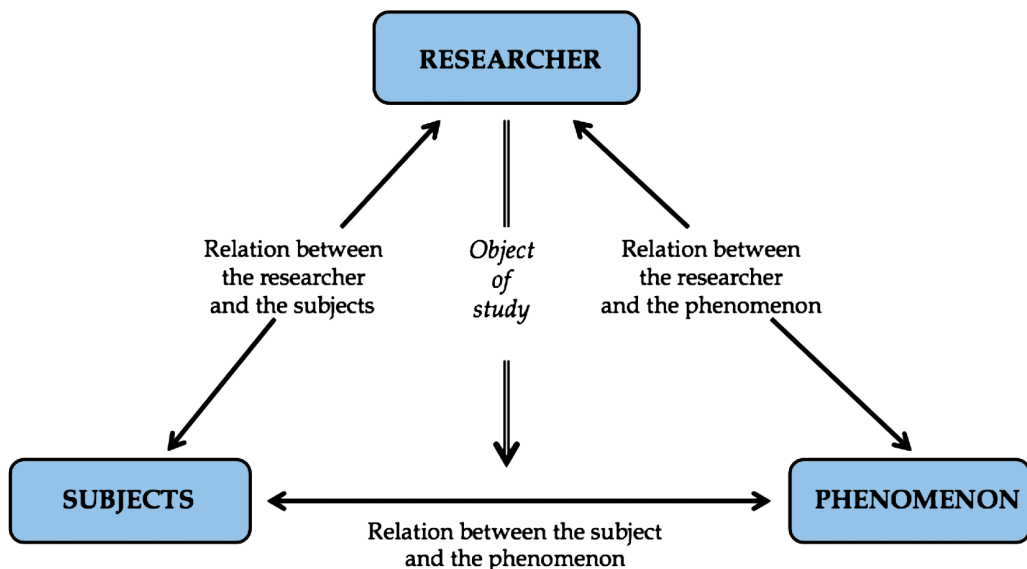 RESEARCHER
Relation between
the researcher
and the subjects
Object
of
study
Relation between
the researcher
and the phenomenon
SUBJECTS
PHENOMENON
Relation between the subject
and the phenomenon